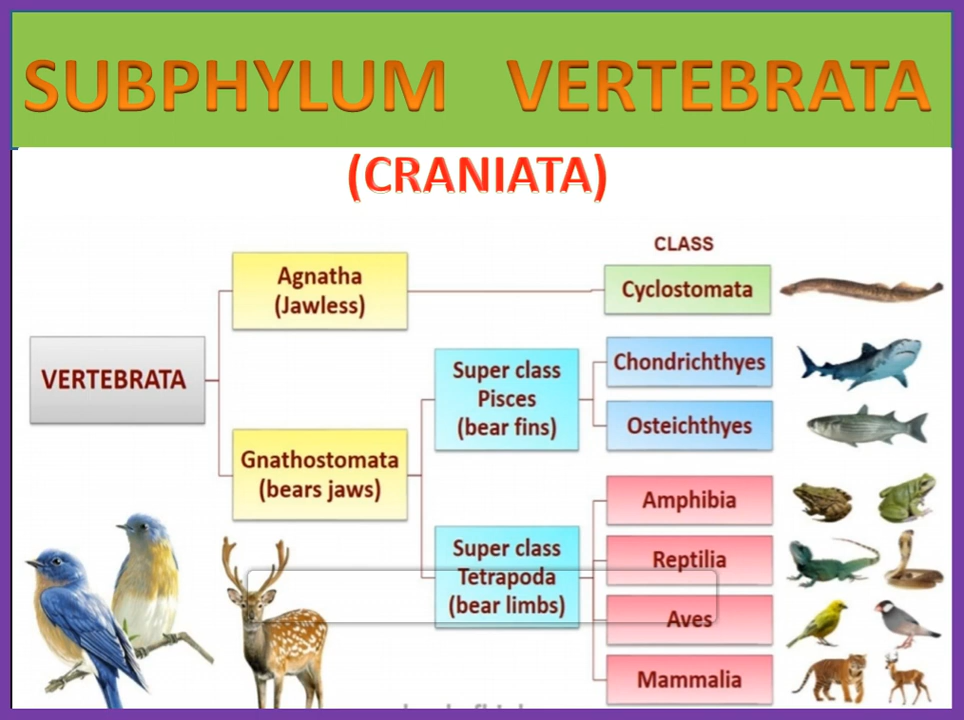 SUBPHYLUM VERTEBRATA
(CRANIATA)
CLASS
Agnatha
(Jawless)
Cyclostomata
VERTEBRATA
Super class
Pisces
(bear fins)
Chondrichthyes
Osteichthyes
Gnathostomata
(bears jaws)
Super class
Tetrapoda
(bear limbs)
Amphibia
Reptilia
Aves
Mammalia